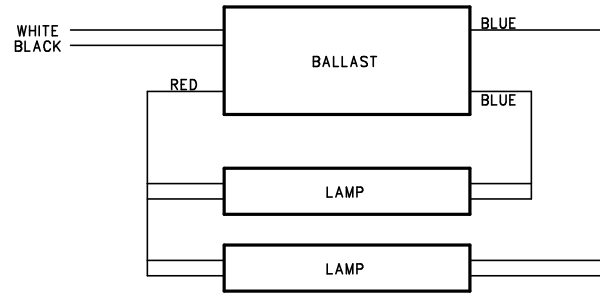 WHITE
BLACK
BLUE
BALLAST
RED
BLUE
LAMP
LAMP